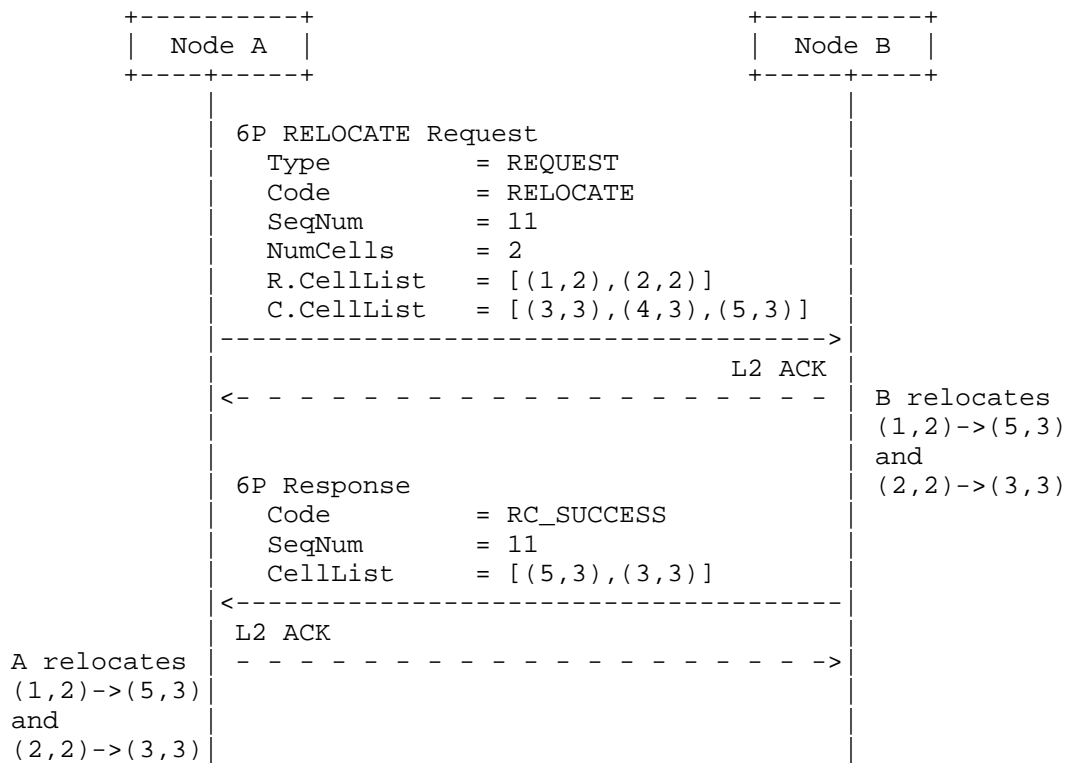 Node A Node B
6P RELOCATE Request
Type = REQUEST
Code = RELOCATE
SeqNum = 11
NumCells = 2
R.CellList = [(1,2),(2,2)]
C.CellList = [(3,3),(4,3),(5,3)]
L2 ACK
B relocates
(1,2)->(5,3)
and
(2,2)->(3,3)
6P Response
Code = RC_SUCCESS
SeqNum = 11
CellList = [(5,3),(3,3)]
L2 ACK
A relocates
(1,2)->(5,3)
and
(2,2)->(3,3)